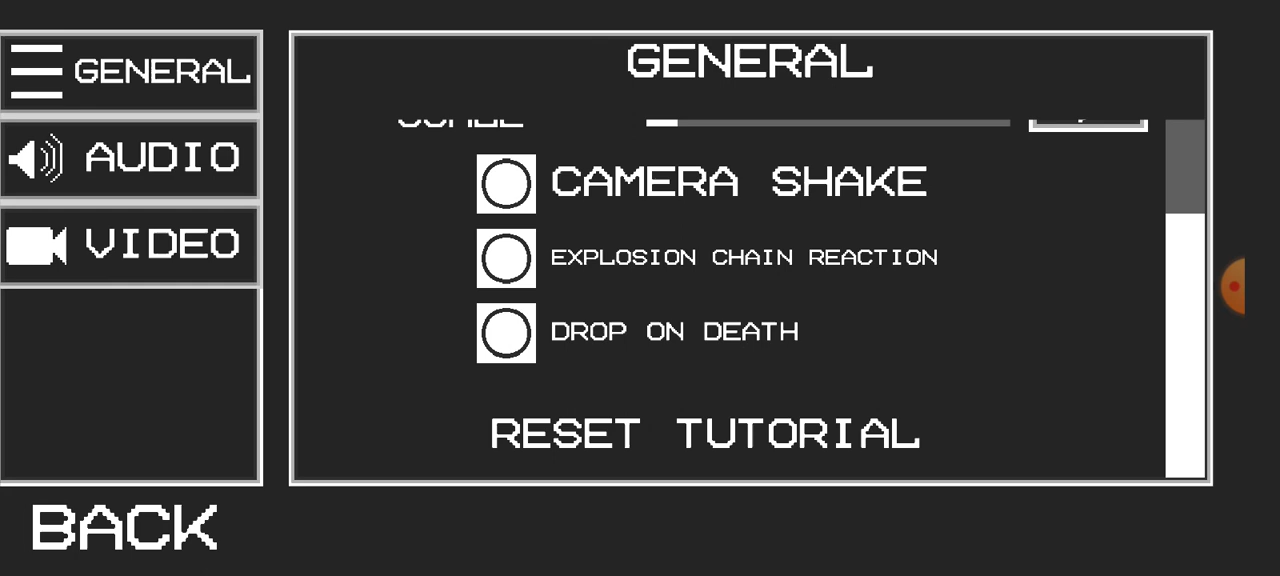 GENERAL
AUDIO
VIDEO
BACK
GENERAL
CAMERA SHAKE
EXPLOSION CHAIN REACTION
DROP ON DEATH
RESET TUTORIAL